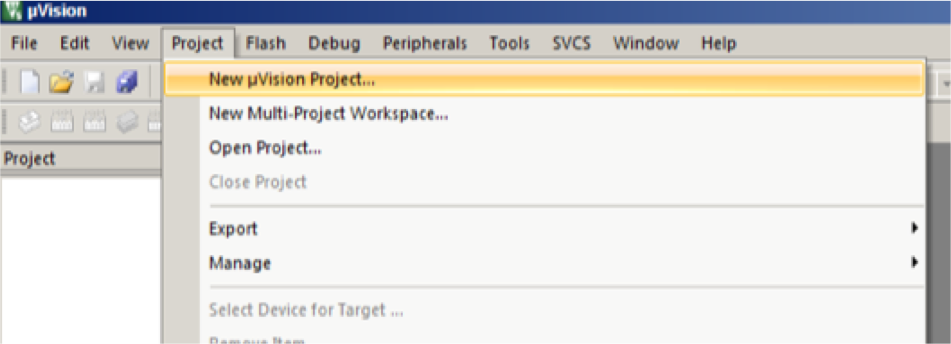 µVision
File Edit View Project Flash Debug Peripherals Tools SVCS Window Help
New µVision Project...
New Multi-Project Workspace...
Project
Open Project...
Close Project
Export
Manage
Select Device for Target ...
Remove Item